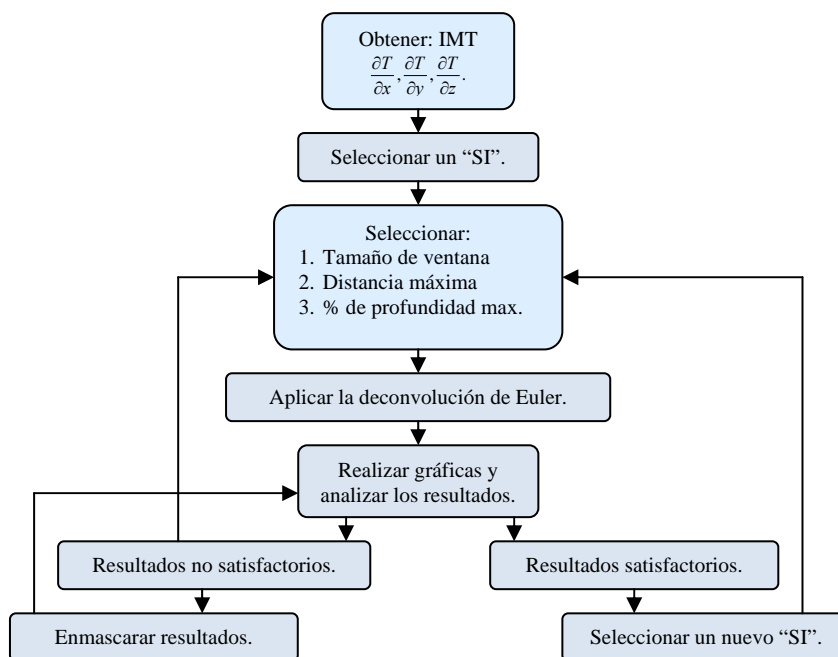 Obtener: IMT
∂T/∂x, ∂T/∂y, ∂T/∂z.
Seleccionar un “SI”.
Seleccionar:
1. Tamaño de ventana
2. Distancia máxima
3. % de profundidad max.
Aplicar la deconvolución de Euler.
Realizar gráficas y
analizar los resultados.
Resultados no satisfactorios.
Resultados satisfactorios.
Enmascarar resultados.
Seleccionar un nuevo “SI”.